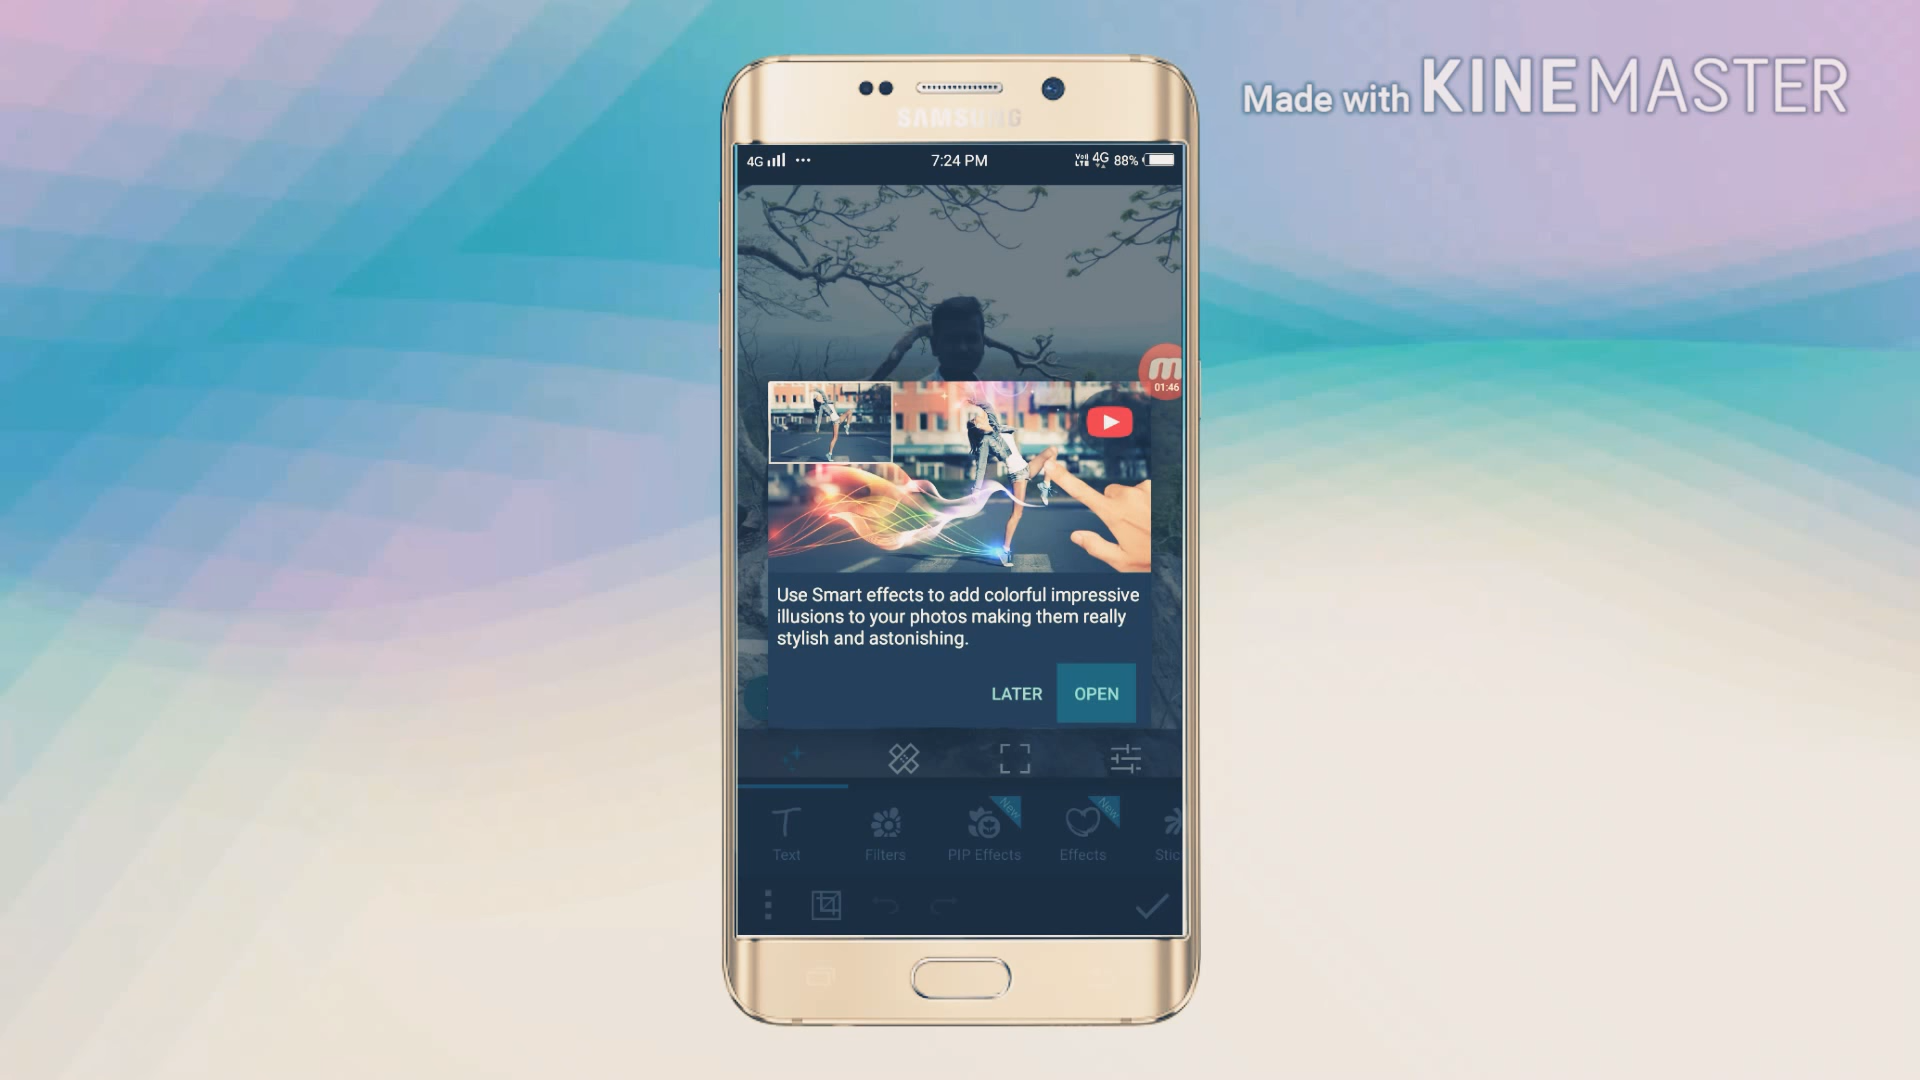 Made with KINEMASTER
SAMSUNG
4G ... 7:24 PM VoLTE 4G 88%
01:46
Use Smart effects to add colorful impressive
illusions to your photos making them really
stylish and astonishing.
LATER OPEN
New New
Text Filters PIP Effects Effects Stic